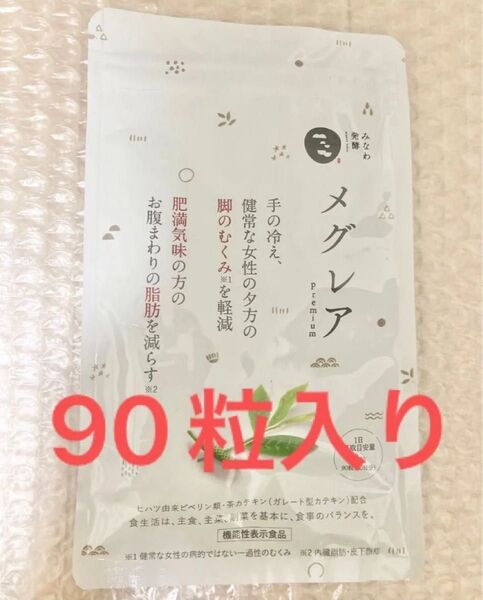 みなわ
発酵
メグレア
premium
手の冷え、
健常な女性の夕方の
脚のむくみ※1を軽減
肥満気味の方の
お腹まわりの脂肪を減らす※2
90粒入り
1日
ヒハツ由来ピペリン類・茶カテキン(ガレート型カテキン)配合
食生活は、主食、主菜、副菜を基本に、食事のバランスを。
機能性表示食品
※1 健常な女性の病的ではない一過性のむくみ ※2 内臓脂肪・皮下脂肪